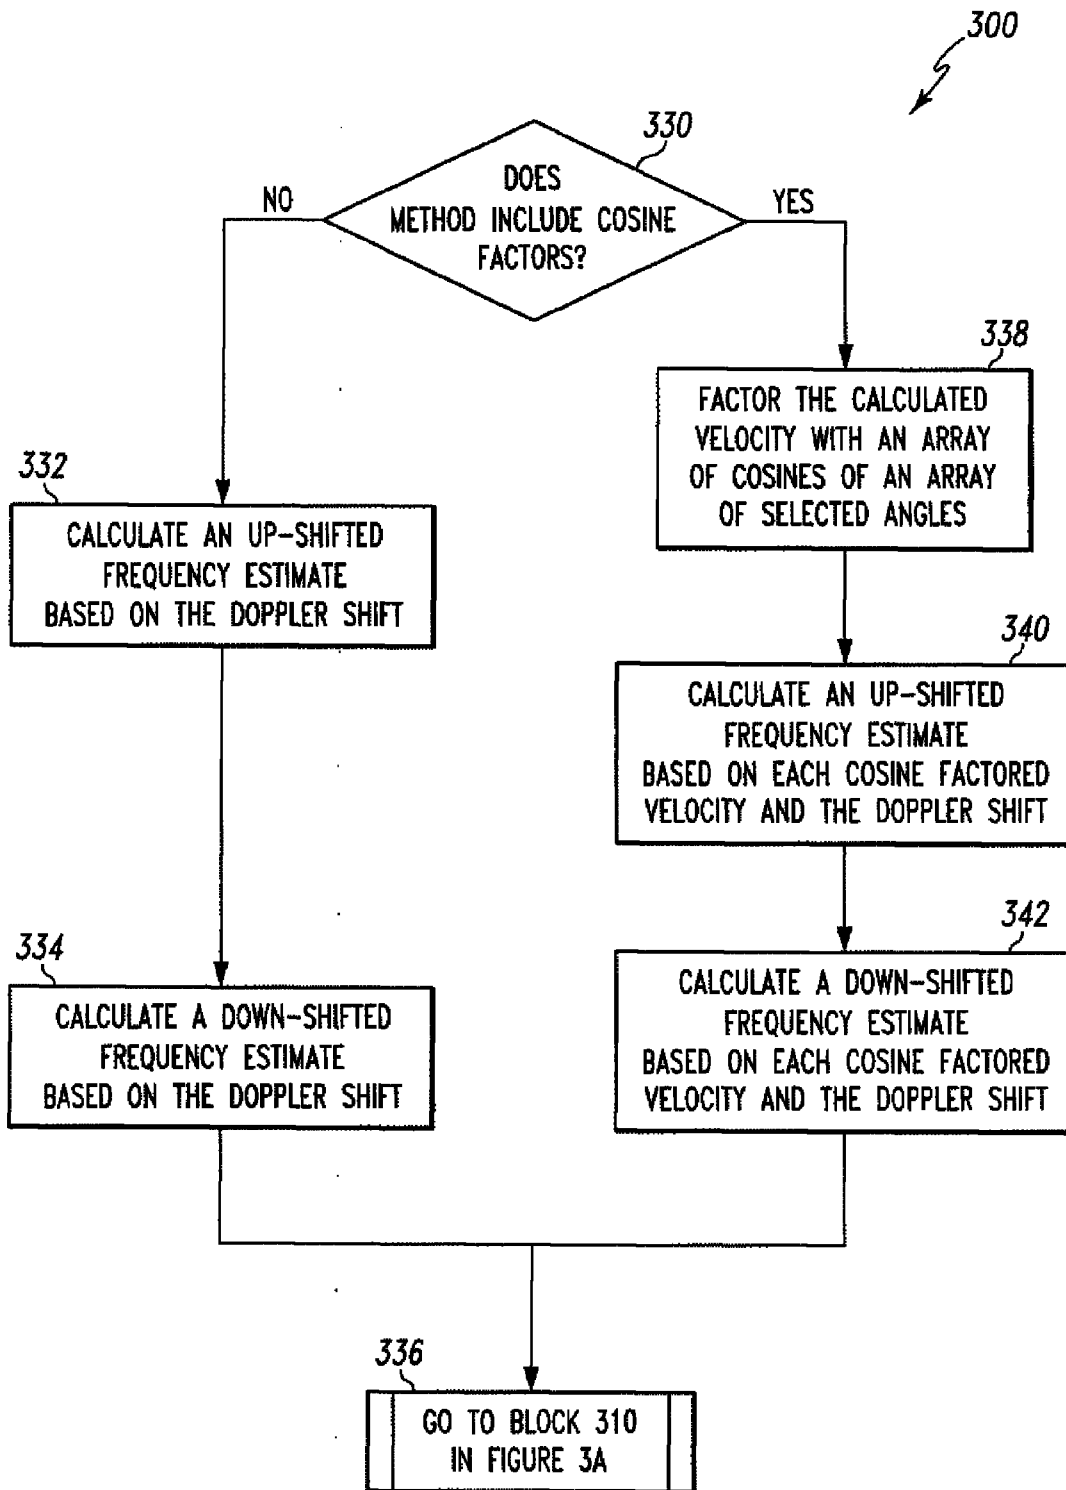 300
330
DOES
METHOD INCLUDE COSINE
FACTORS?
NO
YES
338
FACTOR THE CALCULATED
VELOCITY WITH AN ARRAY
OF COSINES OF AN ARRAY
OF SELECTED ANGLES
332
CALCULATE AN UP-SHIFTED
FREQUENCY ESTIMATE
BASED ON THE DOPPLER SHIFT
340
CALCULATE AN UP-SHIFTED
FREQUENCY ESTIMATE
BASED ON EACH COSINE FACTORED
VELOCITY AND THE DOPPLER SHIFT
334
CALCULATE A DOWN-SHIFTED
FREQUENCY ESTIMATE
BASED ON THE DOPPLER SHIFT
342
CALCULATE A DOWN-SHIFTED
FREQUENCY ESTIMATE
BASED ON EACH COSINE FACTORED
VELOCITY AND THE DOPPLER SHIFT
336
GO TO BLOCK 310
IN FIGURE 3A